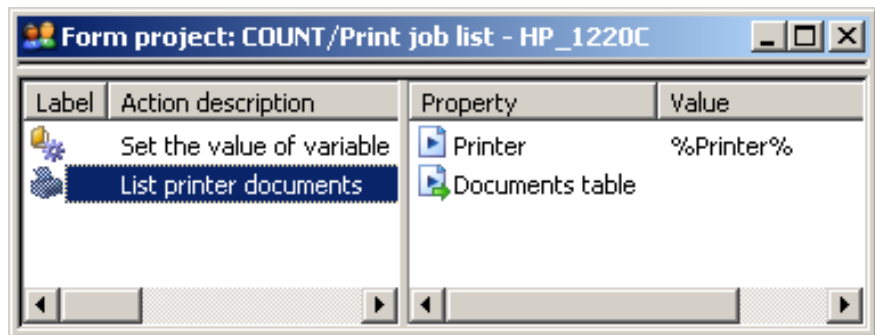 Form project: COUNT/Print job list - HP_1220C
Label Action description Property Value
Set the value of variable Printer %Printer%
List printer documents Documents table